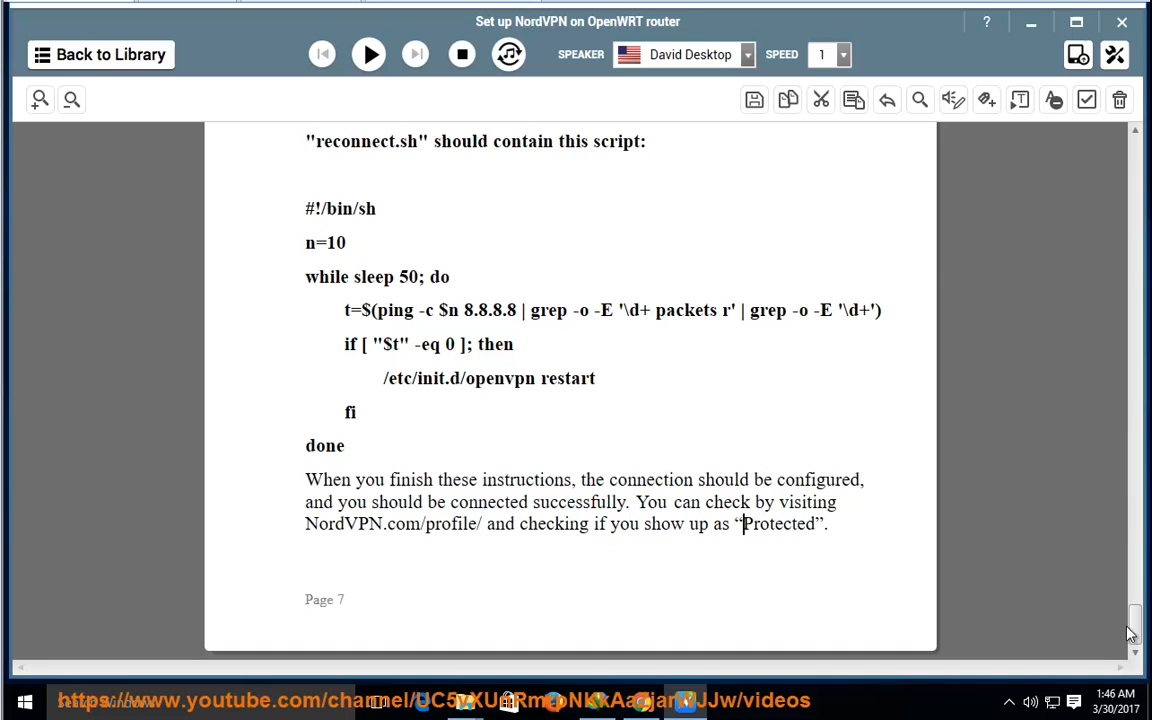 Set up NordVPN on OpenWRT router
?
Back to Library
SPEAKER
David Desktop
SPEED
1
"reconnect.sh" should contain this script:
#!/bin/sh
n=10
while sleep 50; do
t=$(ping -c $n 8.8.8.8 | grep -o -E '\d+ packets r' | grep -o -E '\d+')
if [ "$t" -eq 0 ]; then
/etc/init.d/openvpn restart
fi
done
When you finish these instructions, the connection should be configured,
and you should be connected successfully. You can check by visiting
NordVPN.com/profile/ and checking if you show up as “Protected”.
Page 7
Search Windows
1:46 AM
3/30/2017